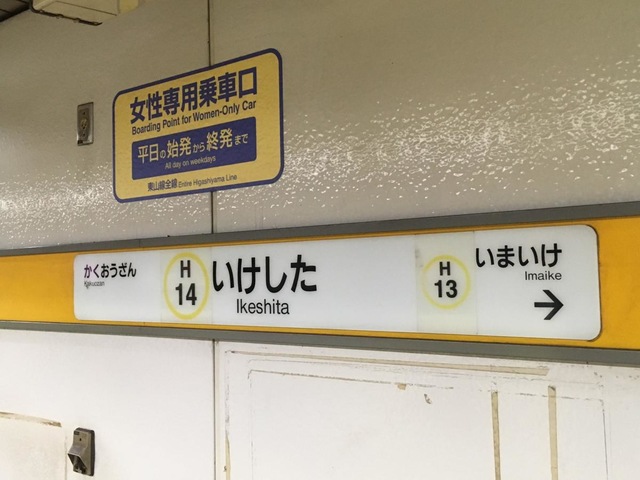 女性専用乗車口
Boarding Point for Women-Only Car
平日の始発から終発まで
All day on weekdays
東山線全線 Entire Higashiyama Line
かくおうざん
Kakuozan
H
14
いけした
Ikeshita
H
13
いまいけ
Imaike
→